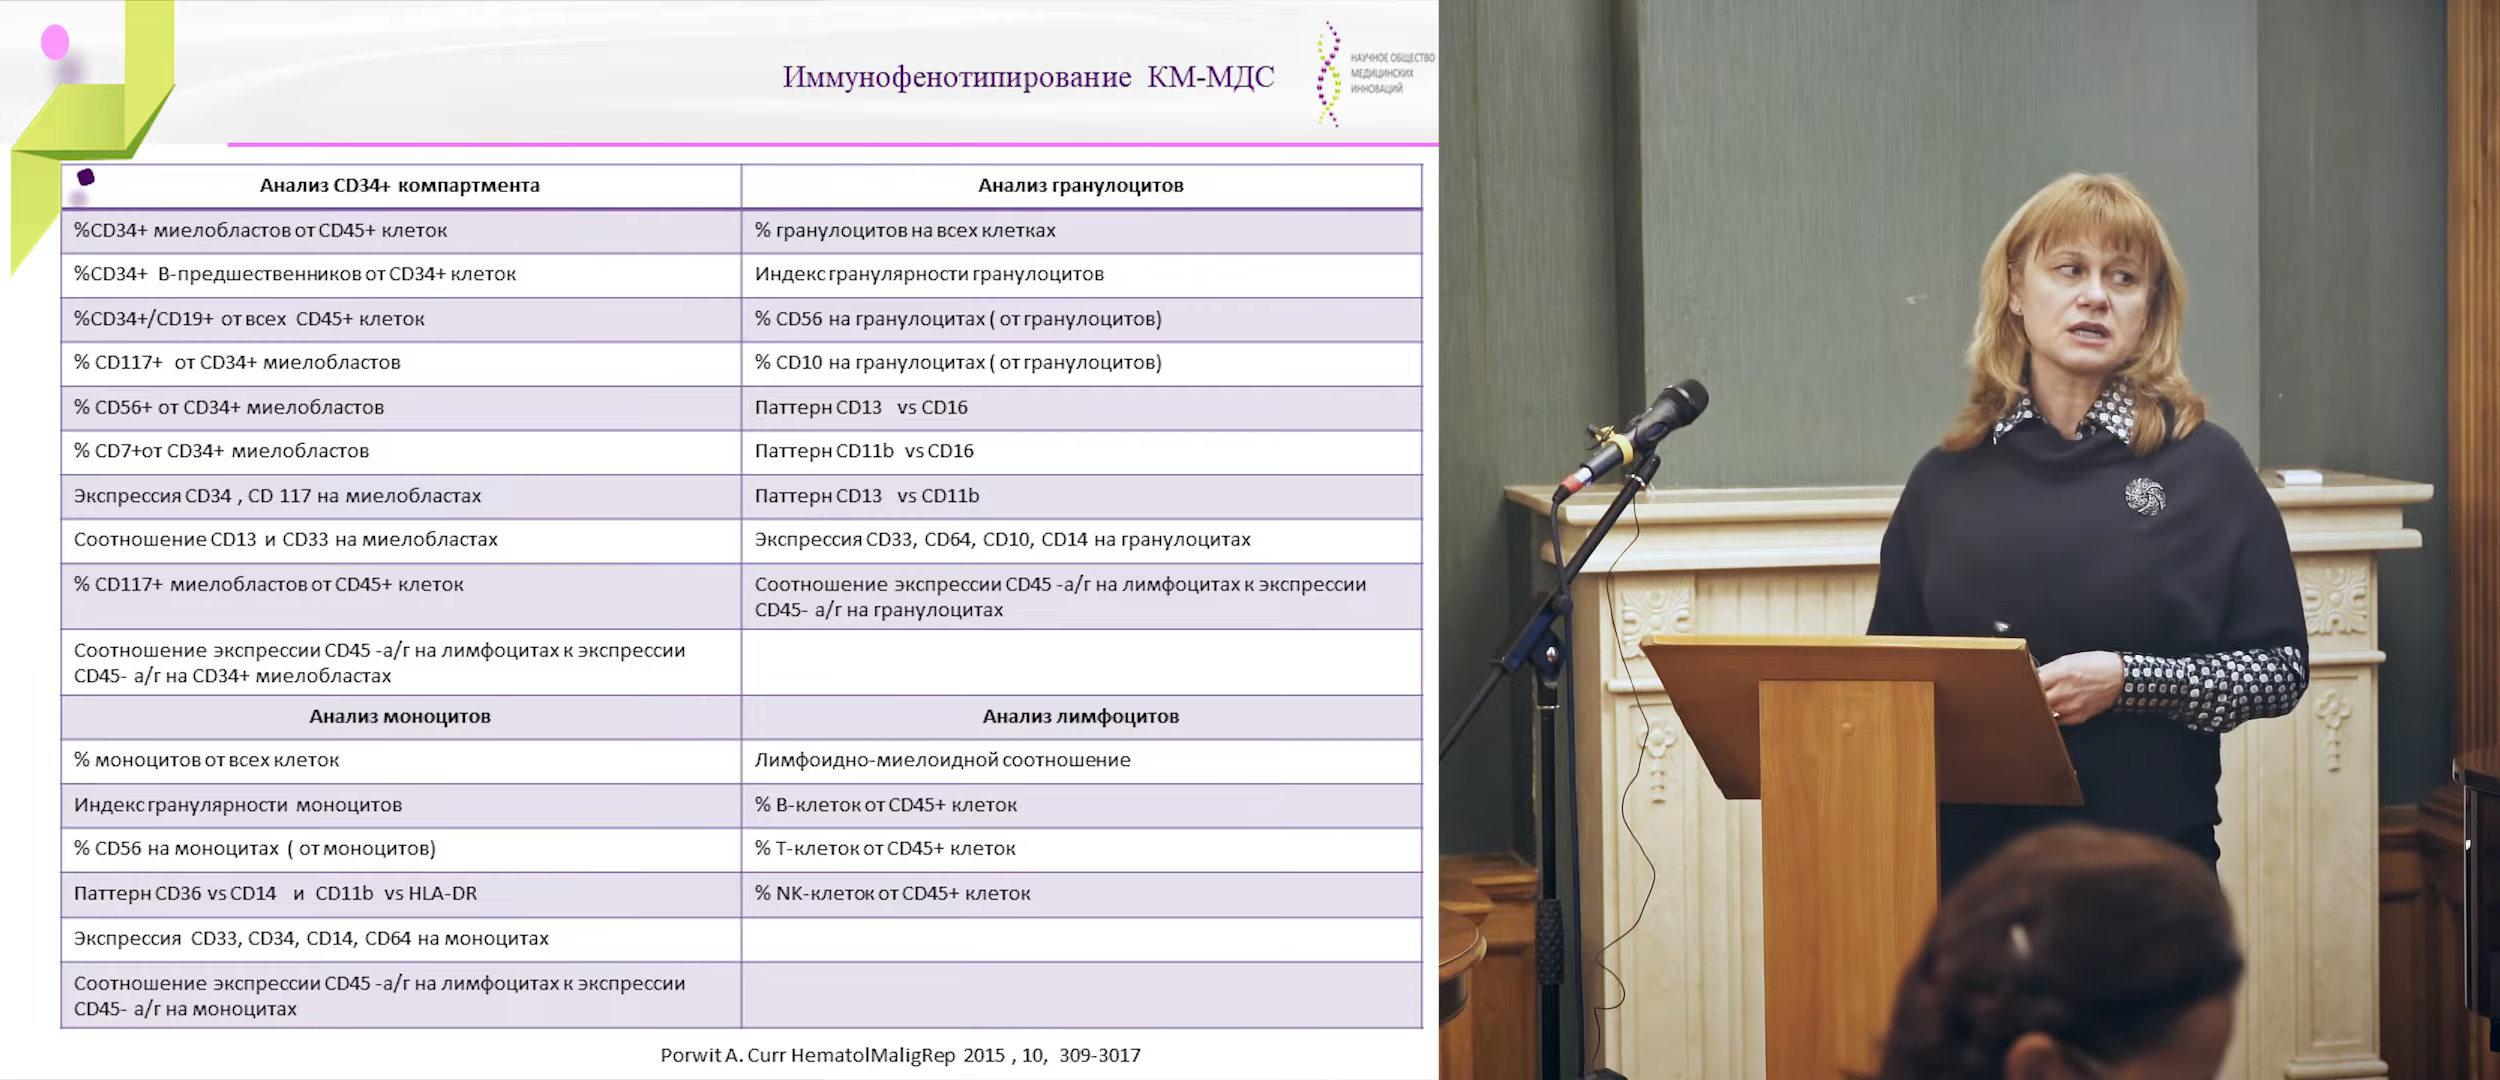 Иммунофенотипирование КМ-МДС
НАУЧНОЕ ОБЩЕСТВО
МЕДИЦИНСКИХ
ИННОВАЦИЙ
Анализ CD34+ компартмента
Анализ гранулоцитов
%CD34+ миелобластов от CD45+ клеток
% гранулоцитов на всех клетках
%CD34+ В-предшественников от CD34+ клеток
Индекс гранулярности гранулоцитов
%CD34+/CD19+ от всех CD45+ клеток
% CD56 на гранулоцитах ( от гранулоцитов)
% CD117+ от CD34+ миелобластов
% CD10 на гранулоцитах ( от гранулоцитов)
% CD56+ от CD34+ миелобластов
Паттерн CD13 vs CD16
% CD7+от CD34+ миелобластов
Паттерн CD11b vs CD16
Экспрессия CD34 , CD 117 на миелобластах
Паттерн CD13 vs CD11b
Соотношение CD13 и CD33 на миелобластах
Экспрессия CD33, CD64, CD10, CD14 на гранулоцитах
% CD117+ миелобластов от CD45+ клеток
Соотношение экспрессии CD45 -а/г на лимфоцитах к экспрессии
CD45- а/г на гранулоцитах
Соотношение экспрессии CD45 -а/г на лимфоцитах к экспрессии
CD45- а/г на CD34+ миелобластах
Анализ моноцитов
Анализ лимфоцитов
% моноцитов от всех клеток
Лимфоидно-миелоидной соотношение
Индекс гранулярности моноцитов
% В-клеток от CD45+ клеток
% CD56 на моноцитах ( от моноцитов)
% Т-клеток от CD45+ клеток
Паттерн CD36 vs CD14 и CD11b vs HLA-DR
% NK-клеток от CD45+ клеток
Экспрессия CD33, CD34, CD14, CD64 на моноцитах
Соотношение экспрессии CD45 -а/г на лимфоцитах к экспрессии
CD45- а/г на моноцитах
Porwit A. Curr HematolMaligRep 2015 , 10, 309-3017